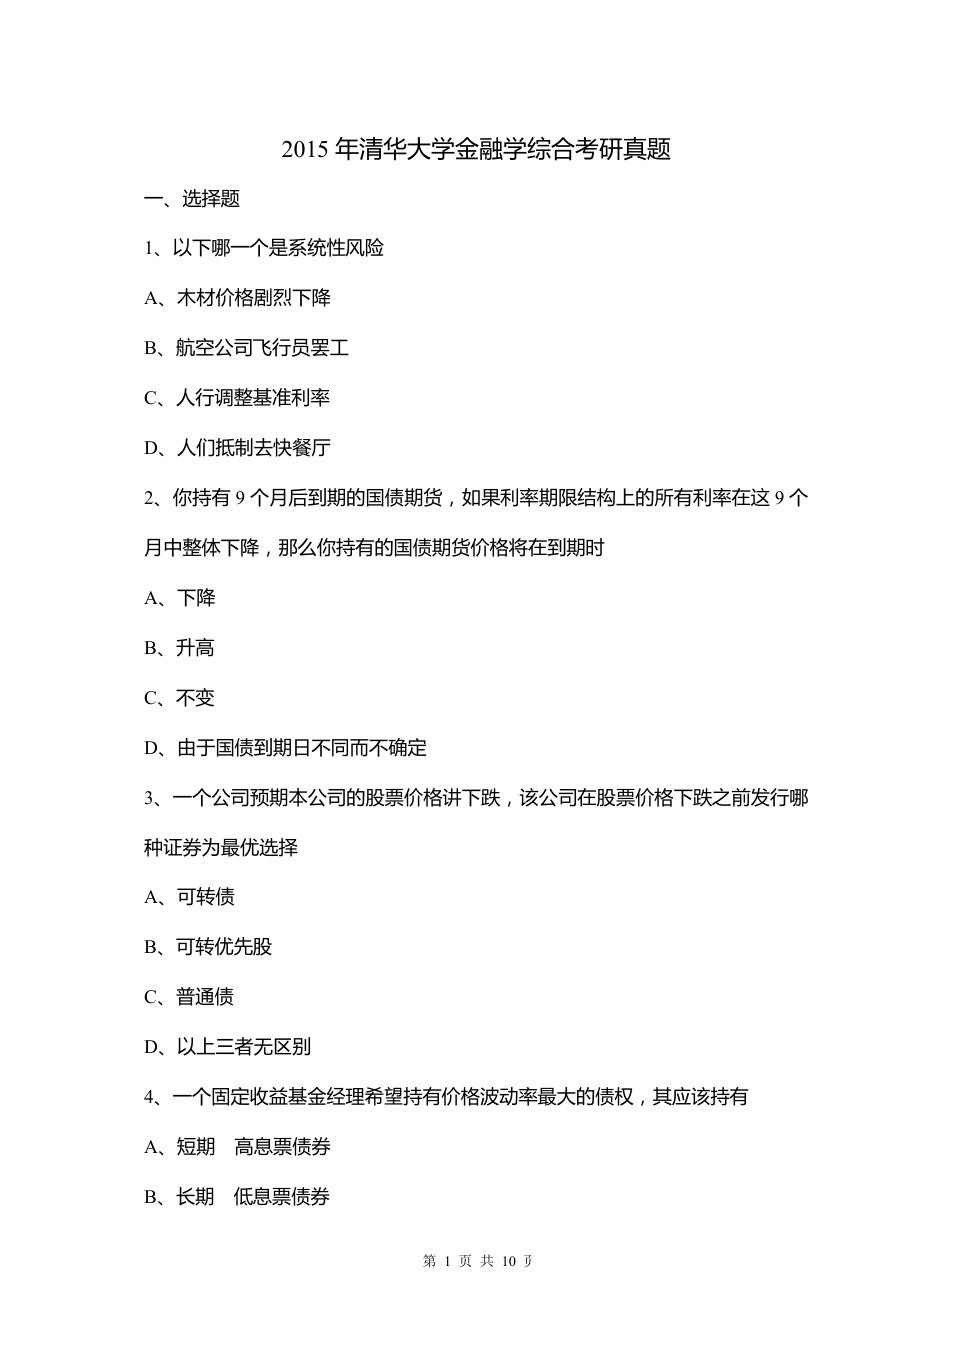 2015 年清华大学金融学综合考研真题
一、选择题
1、以下哪一个是系统性风险
A、木材价格剧烈下降
B、航空公司飞行员罢工
C、人行调整基准利率
D、人们抵制去快餐厅
2、你持有 9 个月后到期的国债期货，如果利率期限结构上的所有利率在这 9 个
月中整体下降，那么你持有的国债期货价格将在到期时
A、下降
B、升高
C、不变
D、由于国债到期日不同而不确定
3、一个公司预期本公司的股票价格讲下跌，该公司在股票价格下跌之前发行哪
种证券为最优选择
A、可转债
B、可转优先股
C、普通债
D、以上三者无区别
4、一个固定收益基金经理希望持有价格波动率最大的债权，其应该持有
A、短期　高息票债券
B、长期　低息票债券
第 1 页 共 10 页